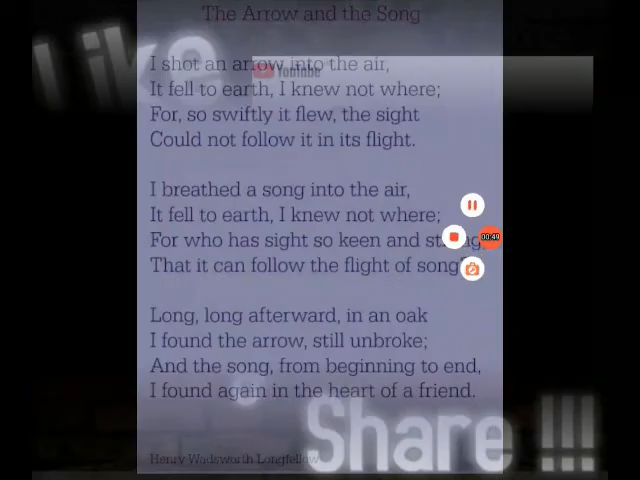 The Arrow and the Song
Like
I shot an arrow into the air,
YouTube
It fell to earth, I knew not where;
For, so swiftly it flew, the sight
Could not follow it in its flight.
I breathed a song into the air,
It fell to earth, I knew not where;
For who has sight so keen and
00:49
That it can follow the flight of song
Long, long afterward, in an oak
I found the arrow, still unbroke;
And the song, from beginning to end,
I found again in the heart of a friend.
Share !!!
Henry Wadsworth Longfellow